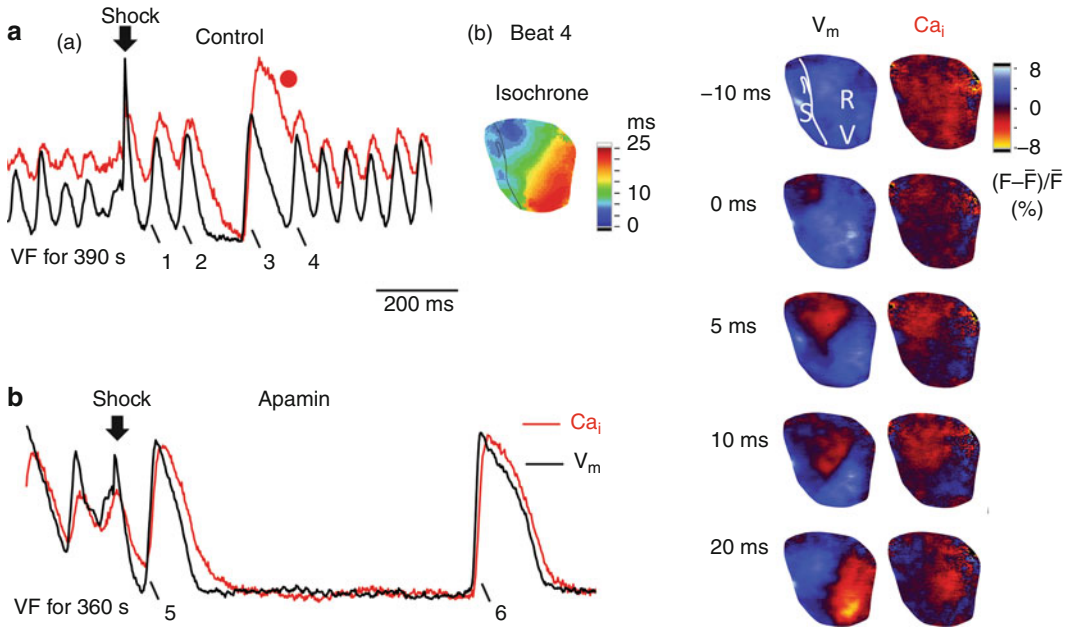 a
Shock
(a)
Control
VF for 390 s
1 2 3 4
200 ms
(b) Beat 4
Isochrone
ms
25
10
0
b
Shock
Apamin
Ca_i
V_m
VF for 360 s
5 6
V_m Ca_i
−10 ms
S R
V
8
4
0
−4
−8
(F–F̅)/F̅
(%)
0 ms
5 ms
10 ms
20 ms